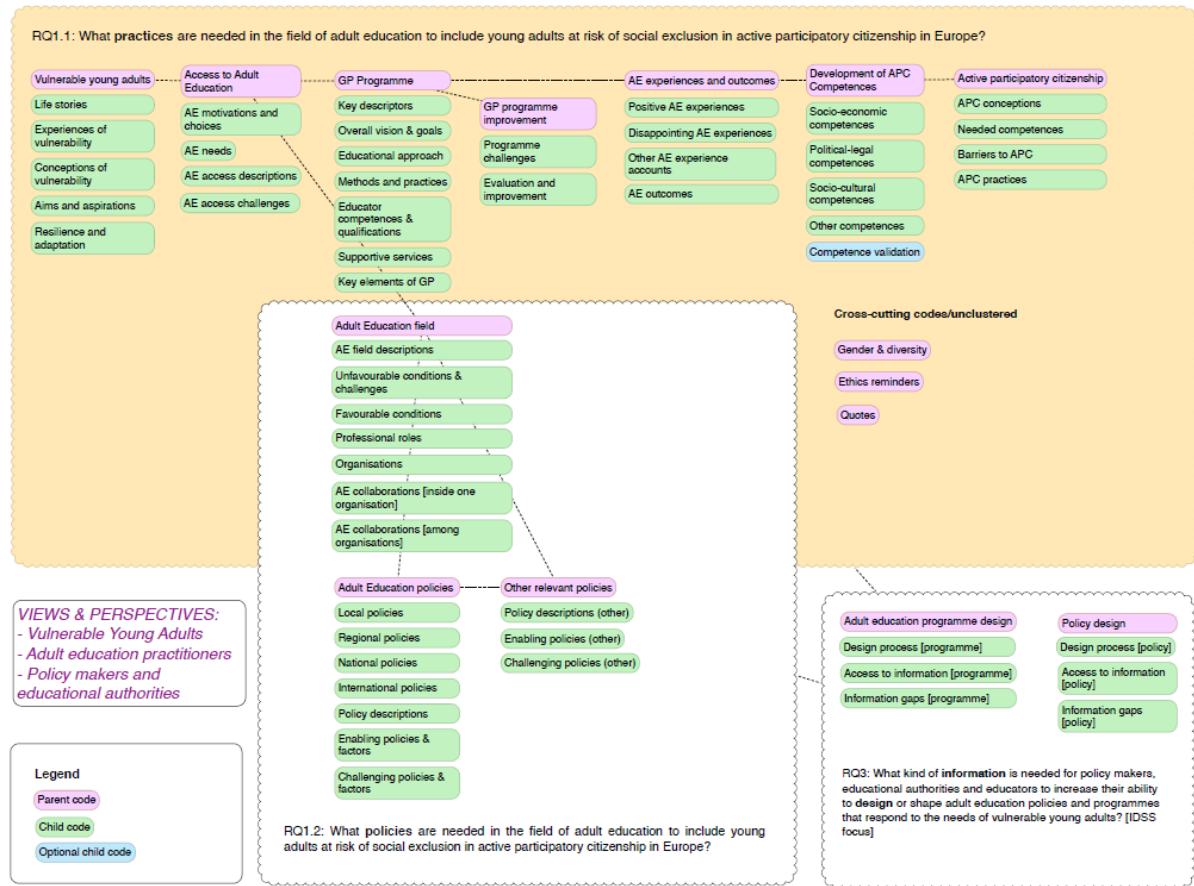 RQ1.1: What practices are needed in the field of adult education to include young adults at risk of social exclusion in active participatory citizenship in Europe?
Vulnerable young adults
Life stories
Experiences of
vulnerability
Conceptions of
vulnerability
Aims and aspirations
Resilience and
adaptation
Access to Adult
Education
AE motivations and
choices
AE needs
AE access descriptions
AE access challenges
GP Programme
Key descriptors
Overall vision & goals
Educational approach
Methods and practices
Educator
competences &
qualifications
Supportive services
Key elements of GP
GP programme
improvement
Programme
challenges
Evaluation and
improvement
AE experiences and outcomes
Positive AE experiences
Disappointing AE experiences
Other AE experience
accounts
AE outcomes
Development of APC
Competences
Socio-economic
competences
Political-legal
competences
Socio-cultural
competences
Other competences
Competence validation
Active participatory citizenship
APC conceptions
Needed competences
Barriers to APC
APC practices
Cross-cutting codes/unclustered
Gender & diversity
Ethics reminders
Quotes
Adult Education field
AE field descriptions
Unfavourable conditions &
challenges
Favourable conditions
Professional roles
Organisations
AE collaborations [inside one
organisation]
AE collaborations [among
organisations]
Adult Education policies
Local policies
Regional policies
National policies
International policies
Policy descriptions
Enabling policies &
factors
Challenging policies &
factors
Other relevant policies
Policy descriptions (other)
Enabling policies (other)
Challenging policies (other)
RQ1.2: What policies are needed in the field of adult education to include young
adults at risk of social exclusion in active participatory citizenship in Europe?
VIEWS & PERSPECTIVES:
- Vulnerable Young Adults
- Adult education practitioners
- Policy makers and
educational authorities
Legend
Parent code
Child code
Optional child code
Adult education programme design
Design process [programme]
Access to information [programme]
Information gaps [programme]
Policy design
Design process [policy]
Access to information
[policy]
Information gaps
[policy]
RQ3: What kind of information is needed for policy makers,
educational authorities and educators to increase their ability
to design or shape adult education policies and programmes
that respond to the needs of vulnerable young adults? [IDSS
focus]